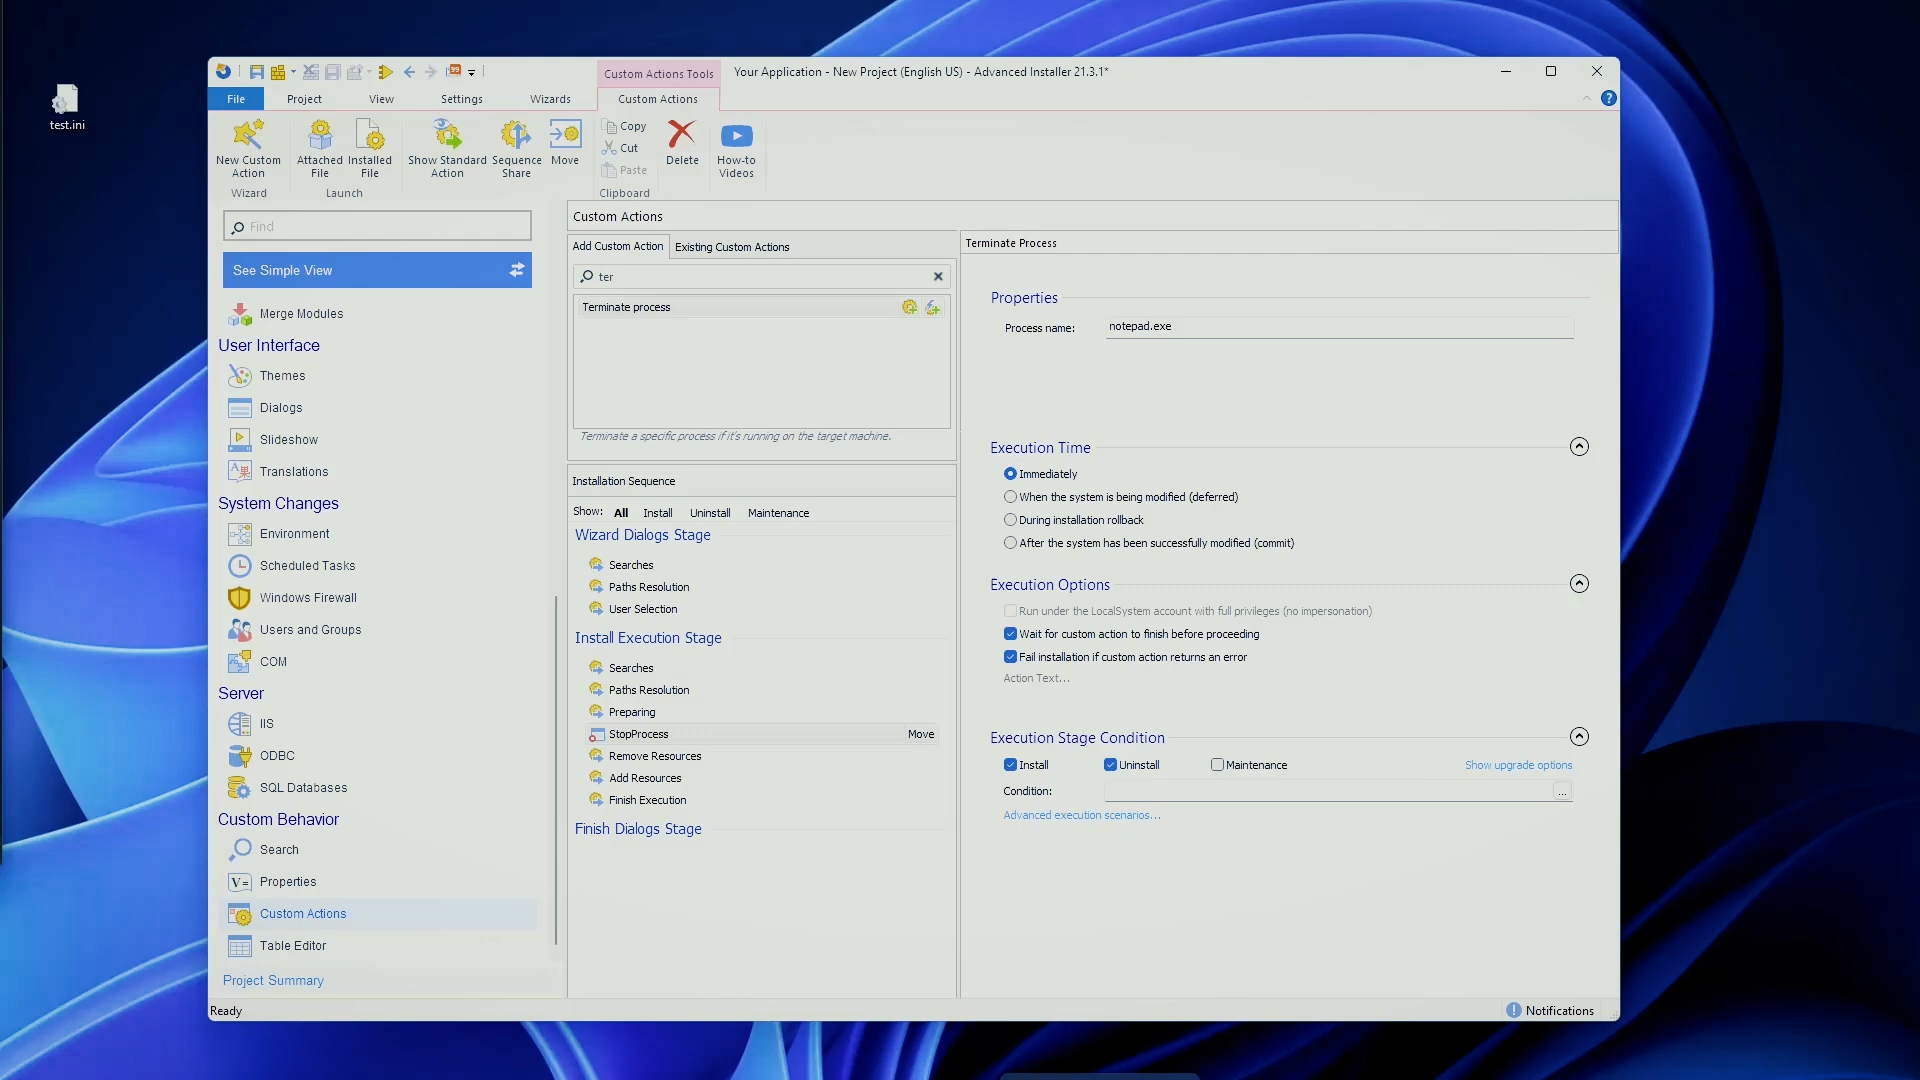 test.ini
99
Custom Actions Tools
Your Application - New Project (English US) - Advanced Installer 21.3.1*
File
Project
View
Settings
Wizards
Custom Actions
?
New Custom Action
Attached File
Installed File
Show Standard Action
Sequence Share
Move
Copy
Cut
Paste
Delete
How-to Videos
Wizard
Launch
Clipboard
Find
See Simple View
Merge Modules
User Interface
Themes
Dialogs
Slideshow
Translations
System Changes
Environment
Scheduled Tasks
Windows Firewall
Users and Groups
COM
Server
IIS
ODBC
SQL Databases
Custom Behavior
Search
V= Properties
Custom Actions
Table Editor
Project Summary
Ready
Custom Actions
Add Custom Action
Existing Custom Actions
ter
Terminate process
Terminate a specific process if it's running on the target machine.
Installation Sequence
Show: All Install Uninstall Maintenance
Wizard Dialogs Stage
Searches
Paths Resolution
User Selection
Install Execution Stage
Searches
Paths Resolution
Preparing
StopProcess Move
Remove Resources
Add Resources
Finish Execution
Finish Dialogs Stage
Terminate Process
Properties
Process name: notepad.exe
Execution Time
Immediately
When the system is being modified (deferred)
During installation rollback
After the system has been successfully modified (commit)
Execution Options
Run under the LocalSystem account with full privileges (no impersonation)
Wait for custom action to finish before proceeding
Fail installation if custom action returns an error
Action Text...
Execution Stage Condition
Install Uninstall Maintenance Show upgrade options
Condition: ...
Advanced execution scenarios...
! Notifications